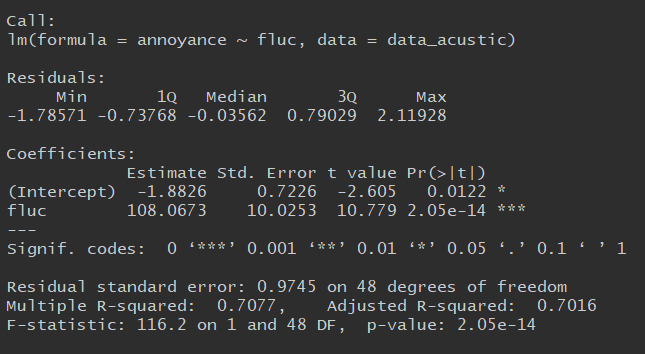 Call:
lm(formula = annoyance ~ fluc, data = data_acustic)
Residuals:
Min 1Q Median 3Q Max
-1.78571 -0.73768 -0.03562 0.79029 2.11928
Coefficients:
Estimate Std. Error t value Pr(>|t|)
(Intercept) -1.8826 0.7226 -2.605 0.0122 *
fluc 108.0673 10.0253 10.779 2.05e-14 ***
---
Signif. codes: 0 ‘***’ 0.001 ‘**’ 0.01 ‘*’ 0.05 ‘.’ 0.1 ‘ ’ 1
Residual standard error: 0.9745 on 48 degrees of freedom
Multiple R-squared: 0.7077, Adjusted R-squared: 0.7016
F-statistic: 116.2 on 1 and 48 DF, p-value: 2.05e-14